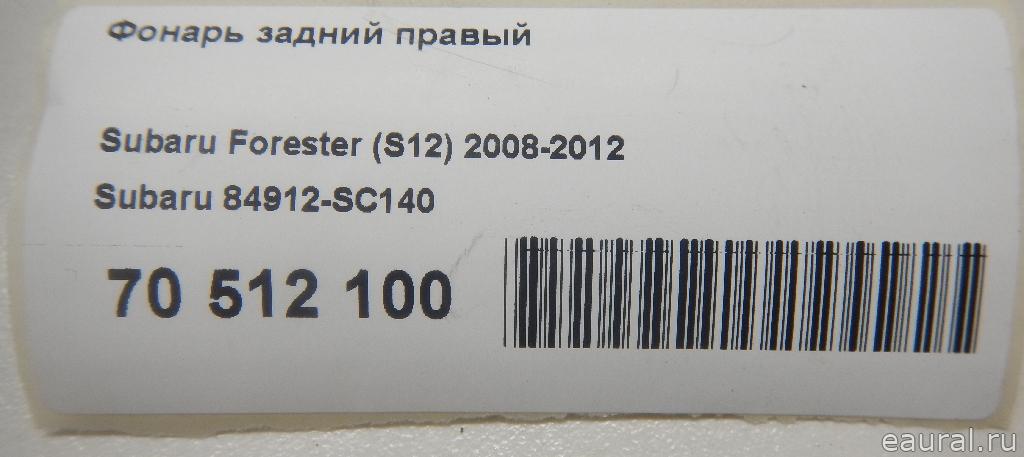 Фонарь задний правый
Subaru Forester (S12) 2008-2012
Subaru 84912-SC140
70 512 100
eaural.ru